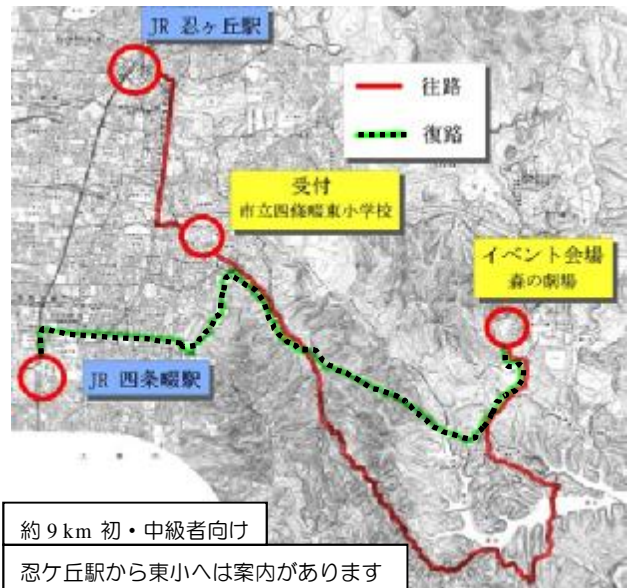 JR 忍ヶ丘駅
往路
復路
受付
市立四條畷東小学校
イベント会場
森の劇場
JR 四条畷駅
約９km 初・中級者向け
忍ケ丘駅から東小へは案内があります